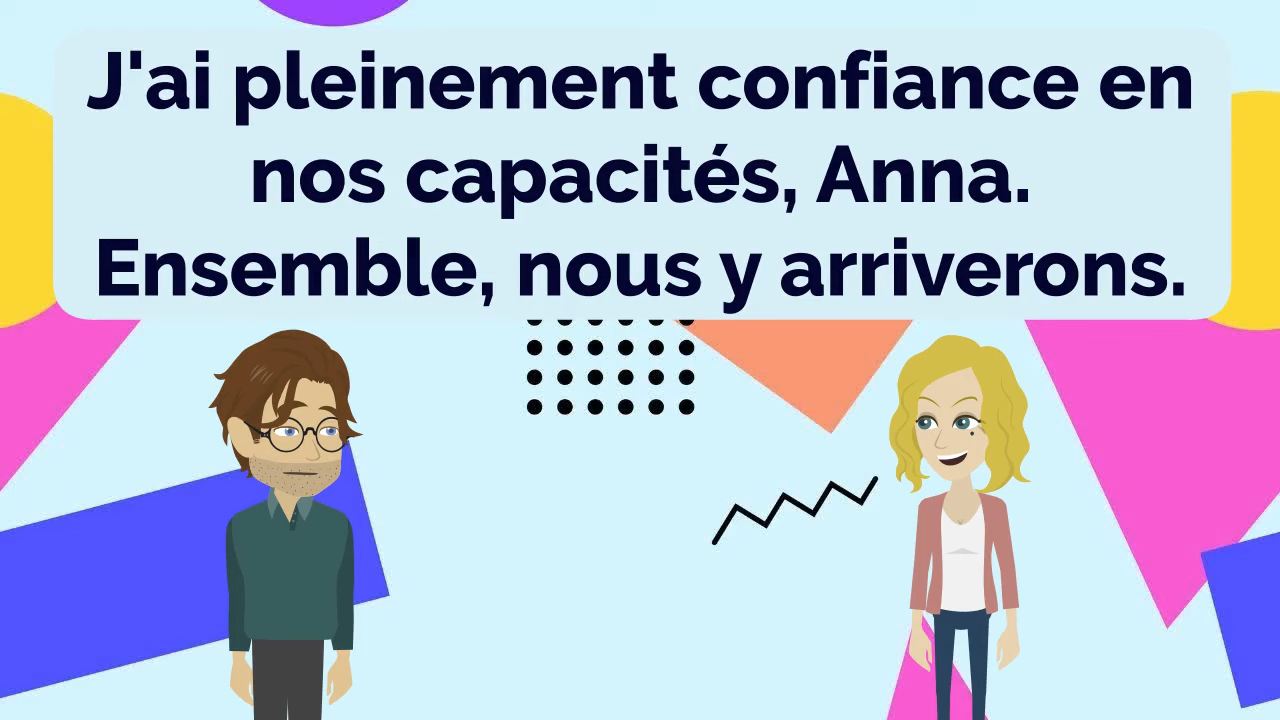 J'ai pleinement confiance en
nos capacités, Anna.
Ensemble, nous y arriverons.